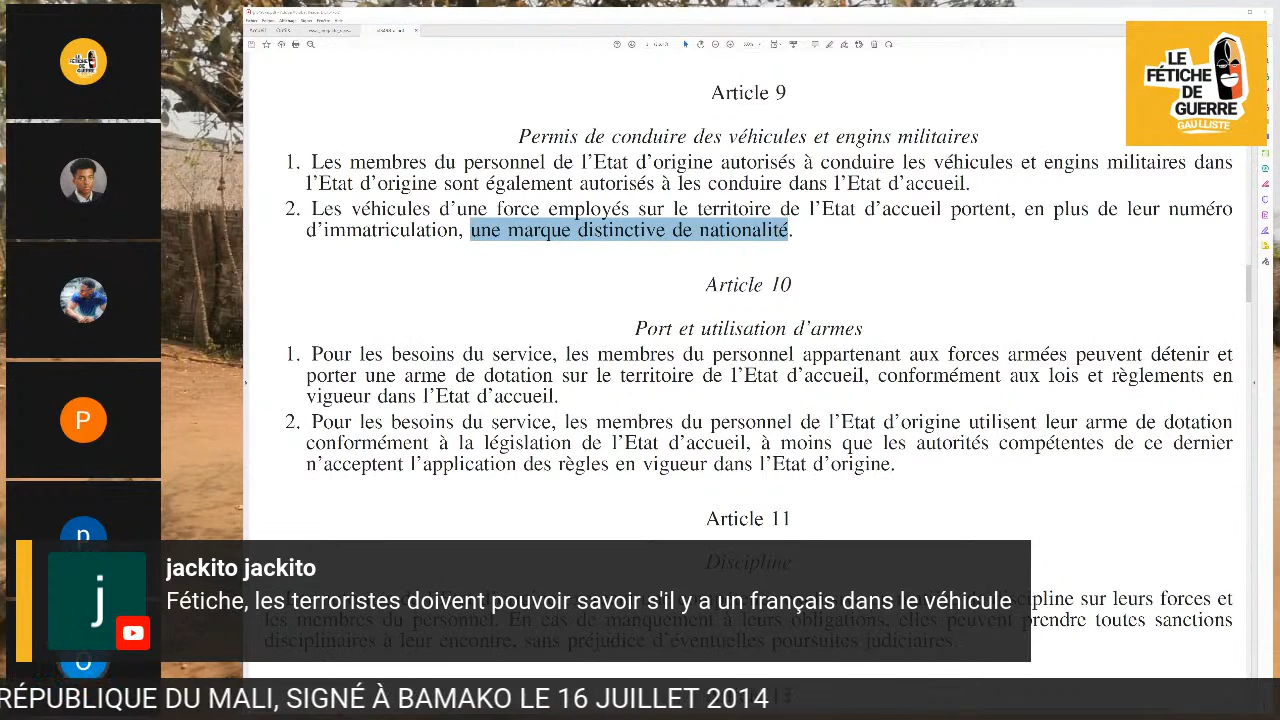 Accueil
Outils
LE
FÉTICHE
DE
GUERRE
GAULLISTE
LE
FÉTICHE
DE
GUERRE
GAULLISTE
Article 9
Permis de conduire des véhicules et engins militaires
1. Les membres du personnel de l’Etat d’origine autorisés à conduire les véhicules et engins militaires dans
l’Etat d’origine sont également autorisés à les conduire dans l’Etat d’accueil.
2. Les véhicules d’une force employés sur le territoire de l’Etat d’accueil portent, en plus de leur numéro
d’immatriculation, une marque distinctive de nationalité.
Article 10
Port et utilisation d’armes
1. Pour les besoins du service, les membres du personnel appartenant aux forces armées peuvent détenir et
porter une arme de dotation sur le territoire de l’Etat d’accueil, conformément aux lois et règlements en
vigueur dans l’Etat d’accueil.
2. Pour les besoins du service, les membres du personnel de l’Etat d’origine utilisent leur arme de dotation
conformément à la législation de l’Etat d’accueil, à moins que les autorités compétentes de ce dernier
n’acceptent l’application des règles en vigueur dans l’Etat d’origine.
Article 11
Discipline
discipline sur leurs forces et
les membres du personnel. En cas de manquement à leurs obligations, elles peuvent prendre toutes sanctions
disciplinaires à leur encontre, sans préjudice d’éventuelles poursuites judiciaires.
P
p
o
j
jackito jackito
Fétiche, les terroristes doivent pouvoir savoir s'il y a un français dans le véhicule
RÉPUBLIQUE DU MALI, SIGNÉ À BAMAKO LE 16 JUILLET 2014